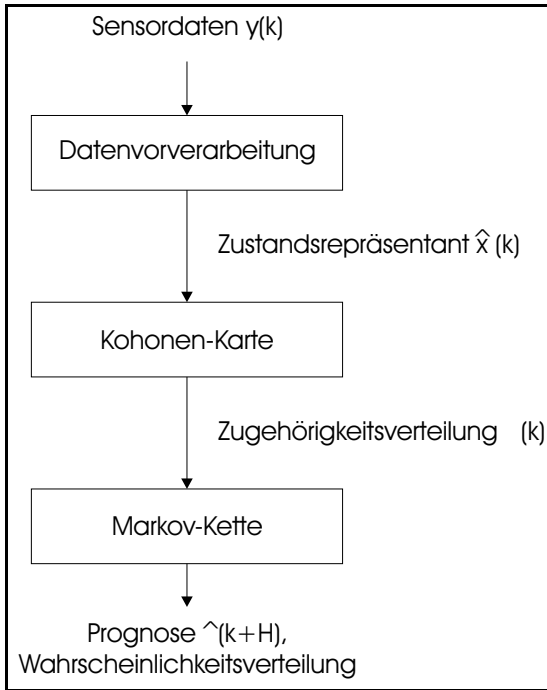 Sensordaten y(k)
Datenvorverarbeitung
Zustandsrepräsentant x̂ (k)
Kohonen-Karte
Zugehörigkeitsverteilung (k)
Markov-Kette
Prognose ^(k+H),
Wahrscheinlichkeitsverteilung